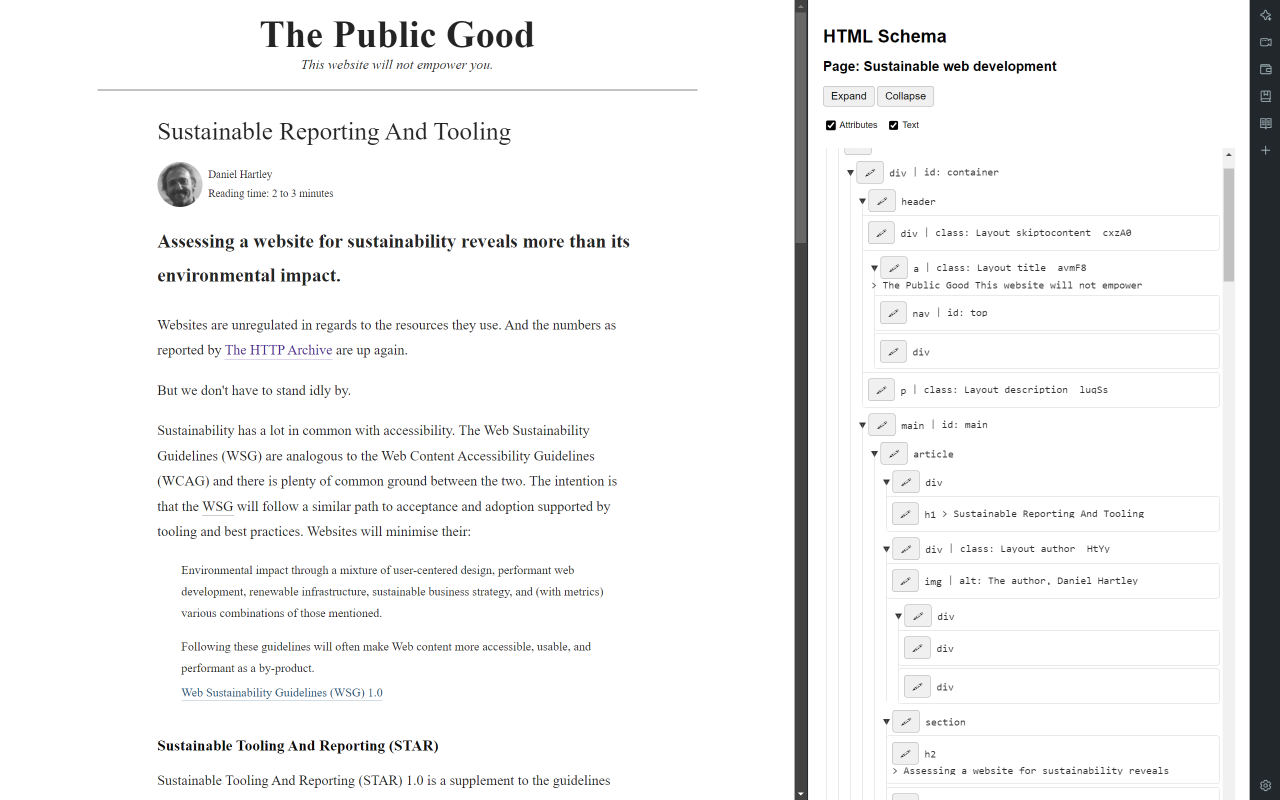 The Public Good
This website will not empower you.
Sustainable Reporting And Tooling
Daniel Hartley
Reading time: 2 to 3 minutes
Assessing a website for sustainability reveals more than its
environmental impact.
Websites are unregulated in regards to the resources they use. And the numbers as
reported by The HTTP Archive are up again.
But we don't have to stand idly by.
Sustainability has a lot in common with accessibility. The Web Sustainability
Guidelines (WSG) are analogous to the Web Content Accessibility Guidelines
(WCAG) and there is plenty of common ground between the two. The intention is
that the WSG will follow a similar path to acceptance and adoption supported by
tooling and best practices. Websites will minimise their:
Environmental impact through a mixture of user-centered design, performant web
development, renewable infrastructure, sustainable business strategy, and (with metrics)
various combinations of those mentioned.
Following these guidelines will often make Web content more accessible, usable, and
performant as a by-product.
Web Sustainability Guidelines (WSG) 1.0
Sustainable Tooling And Reporting (STAR)
Sustainable Tooling And Reporting (STAR) 1.0 is a supplement to the guidelines
HTML Schema
Page: Sustainable web development
Expand Collapse
Attributes Text
div | id: container
header
div | class: Layout skiptocontent cxzA0
a | class: Layout title avmF8
> The Public Good This website will not empower
nav | id: top
div
p | class: Layout description luqSs
main | id: main
article
div
h1 > Sustainable Reporting And Tooling
div | class: Layout author HtYy
img | alt: The author, Daniel Hartley
div
div
div
section
h2
> Assessing a website for sustainability reveals